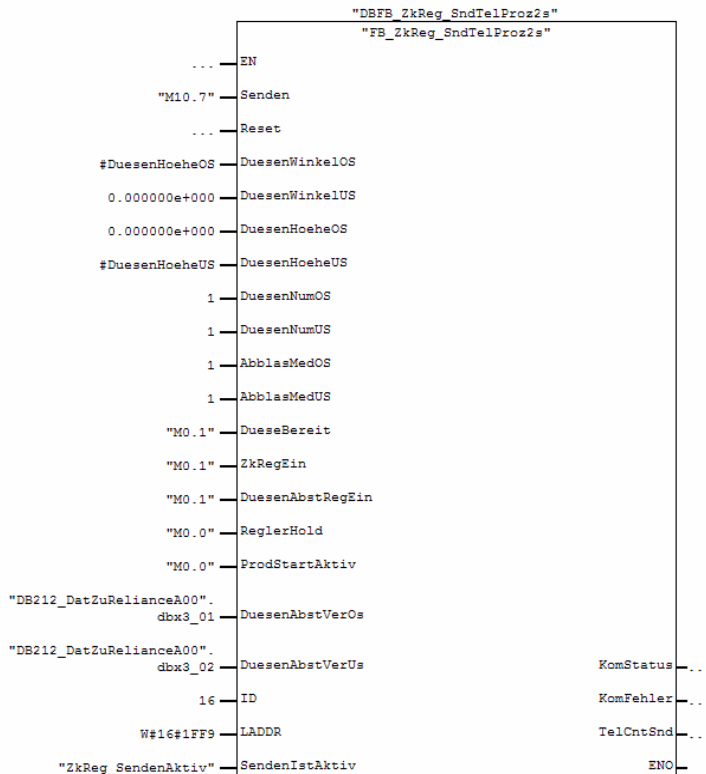 "DBFB_ZkReg_SndTelProz2s"
"FB_ZkReg_SndTelProz2s"
... EN
"M10.7" Senden
... Reset
#DuesenHoeheOS DuesenWinkelOS
0.000000e+000 DuesenWinkelUS
0.000000e+000 DuesenHoeheOS
#DuesenHoeheUS DuesenHoeheUS
1 DuesenNumOS
1 DuesenNumUS
1 AbblasMedOS
1 AbblasMedUS
"M0.1" DueseBereit
"M0.1" ZkRegEin
"M0.1" DuesenAbstRegEin
"M0.0" ReglerHold
"M0.0" ProdStartAktiv
"DB212_DatZuRelianceA00".
dbx3_01 DuesenAbstVerOs
"DB212_DatZuRelianceA00".
dbx3_02 DuesenAbstVerUs KomStatus ..
16 ID KomFehler ..
W#16#1FF9 LADDR TelCntSnd ..
"ZkReg_SendenAktiv" SendenIstAktiv ENO